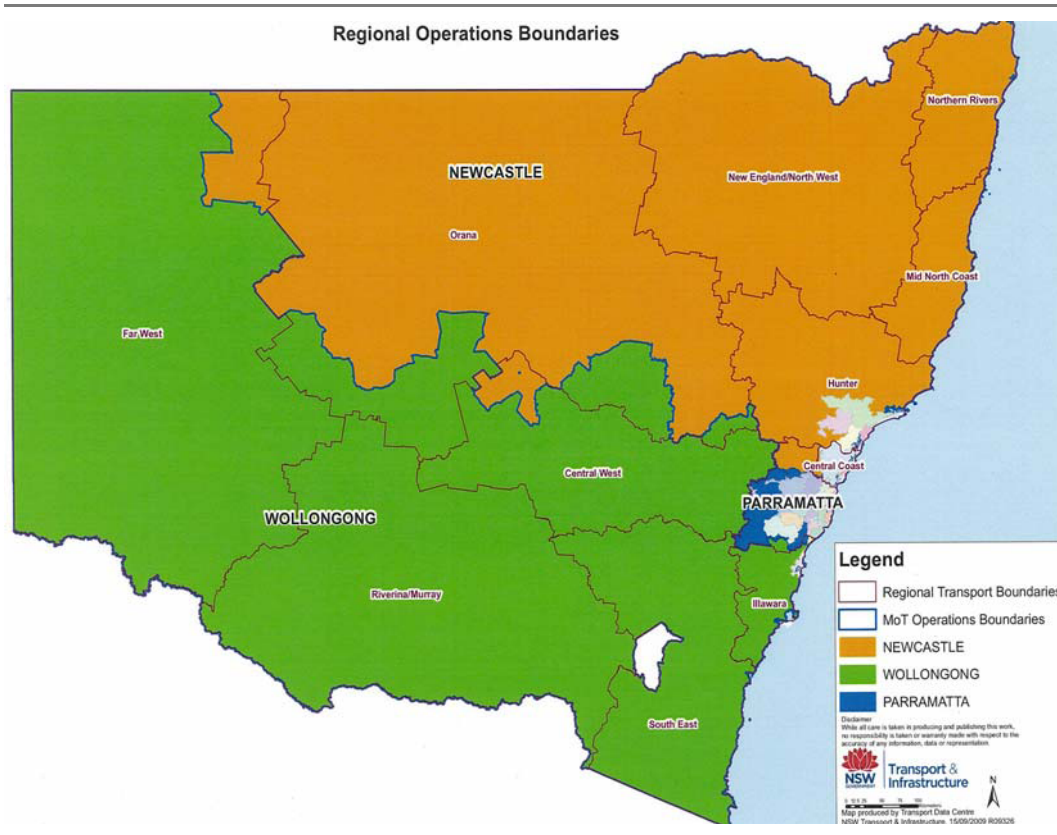 Regional Operations Boundaries
Northern Rivers
NEWCASTLE
New England/North West
Orana
Mid North Coast
Far West
Hunter
Central West
Central Coast
PARRAMATTA
WOLLONGONG
Riverina/Murray
Illawara
South East
Legend
Regional Transport Boundaries
MoT Operations Boundaries
NEWCASTLE
WOLLONGONG
PARRAMATTA
Disclaimer
While all care is taken in producing and publishing this work,
no responsibility is taken or warranty made with respect to the
accuracy of any information, data or representation.
NSW
GOVERNMENT
Transport &
Infrastructure
N
Map produced by Transport Data Centre
NSW Transport & Infrastructure, 15/09/2009 R09326